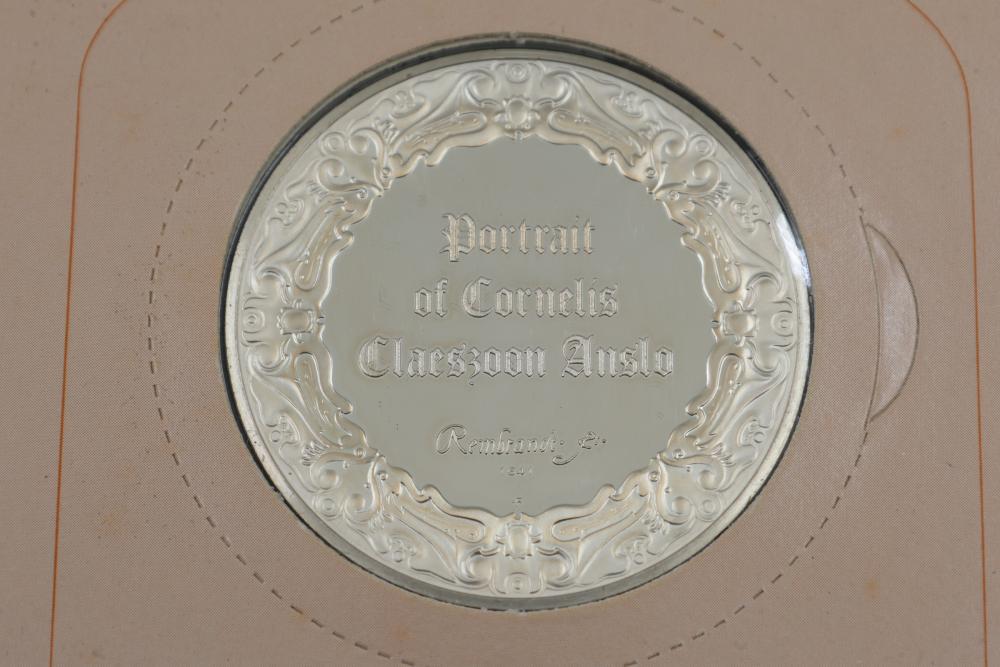 Portrait
of Cornelis
Claeszoon Anslo
Rembrandt
1641